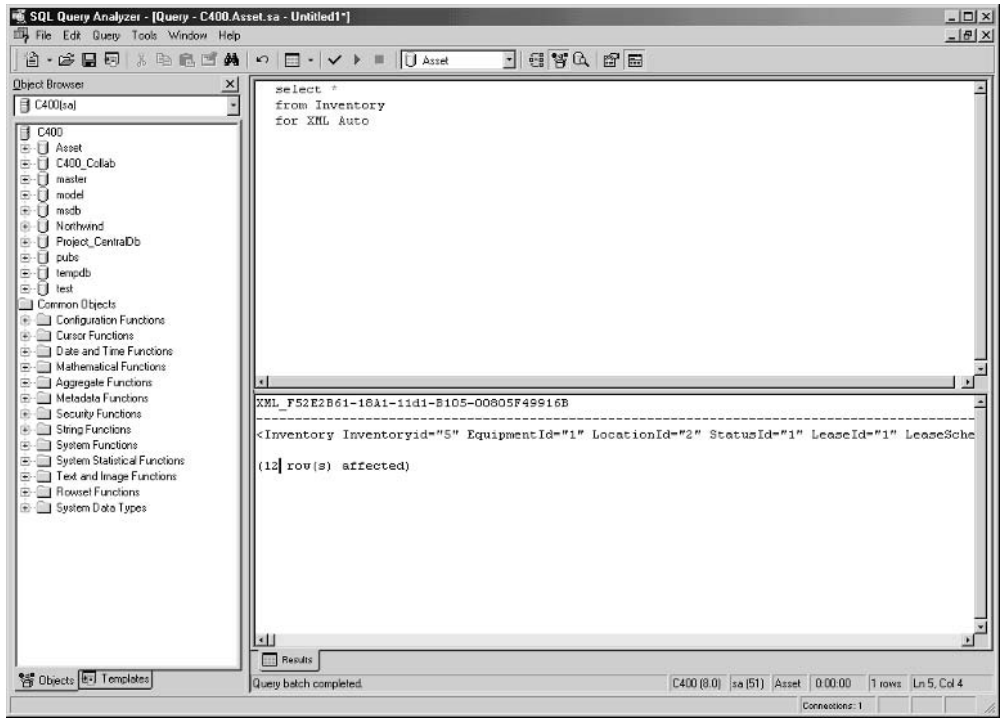 SQL Query Analyzer - [Query - C400.Asset.sa - Untitled1*]
File Edit Query Tools Window Help
Asset
Object Browser
C400(sa)
C400
Asset
C400_Collab
master
model
msdb
Northwind
Project_CentralDb
pubs
tempdb
test
Common Objects
Configuration Functions
Cursor Functions
Date and Time Functions
Mathematical Functions
Aggregate Functions
Metadata Functions
Security Functions
String Functions
System Functions
System Statistical Functions
Text and Image Functions
Rowset Functions
System Data Types
Objects Templates
select *
from Inventory
for XML Auto
XML_F52E2B61-18A1-11d1-B105-00805F49916B
<Inventory Inventoryid="5" EquipmentId="1" LocationId="2" StatusId="1" LeaseId="1" LeaseSche
(12 row(s) affected)
Results
Query batch completed. C400 (8.0) sa (51) Asset 0:00:00 1 rows Ln 5, Col 4
Connections: 1